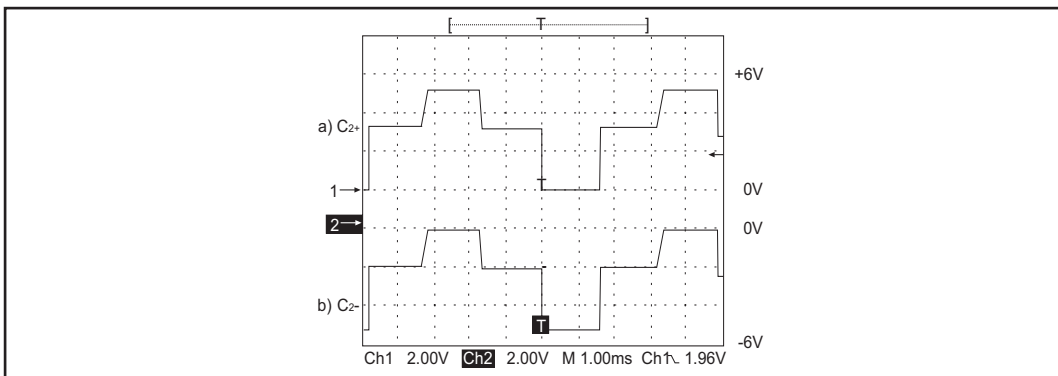 [ T ]
+6V
a) C2+
T
1 0V
2 0V
b) C2-
T
-6V
Ch1 2.00V Ch2 2.00V M 1.00ms Ch1 1.96V